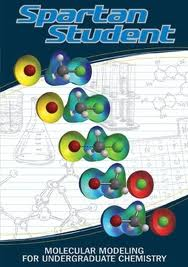 Spartan
Student
MOLECULAR MODELING
FOR UNDERGRADUATE CHEMISTRY